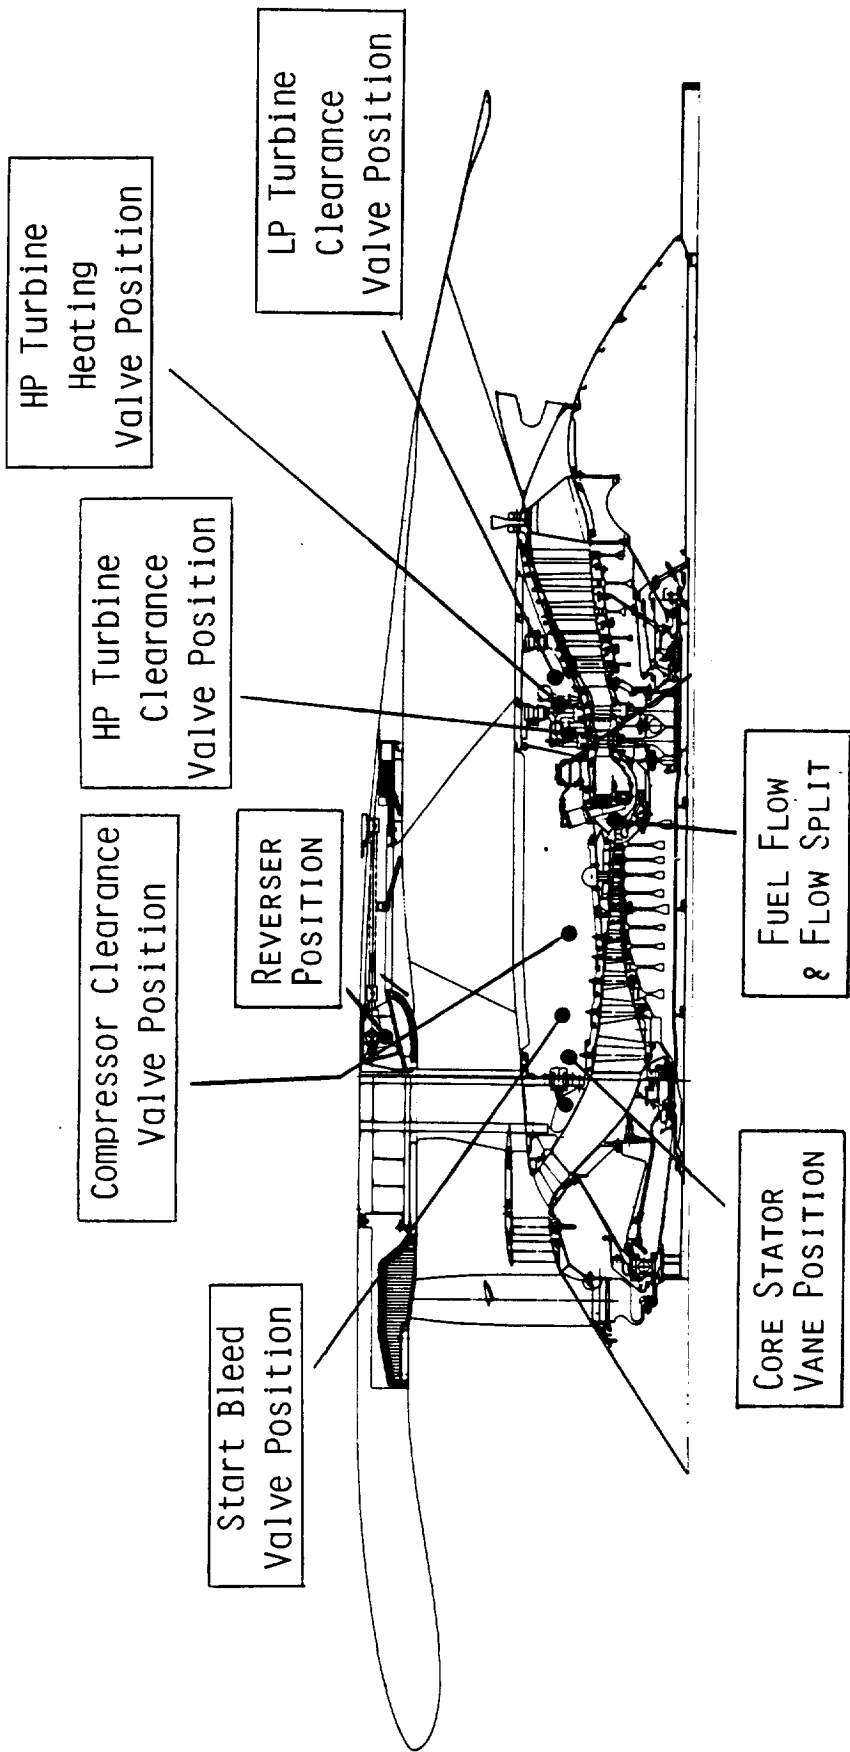 Start Bleed
Valve Position
Compressor Clearance
Valve Position
REVERSER
POSITION
HP Turbine
Clearance
Valve Position
HP Turbine
Heating
Valve Position
LP Turbine
Clearance
Valve Position
CORE STATOR
VANE POSITION
FUEL FLOW
& FLOW SPLIT